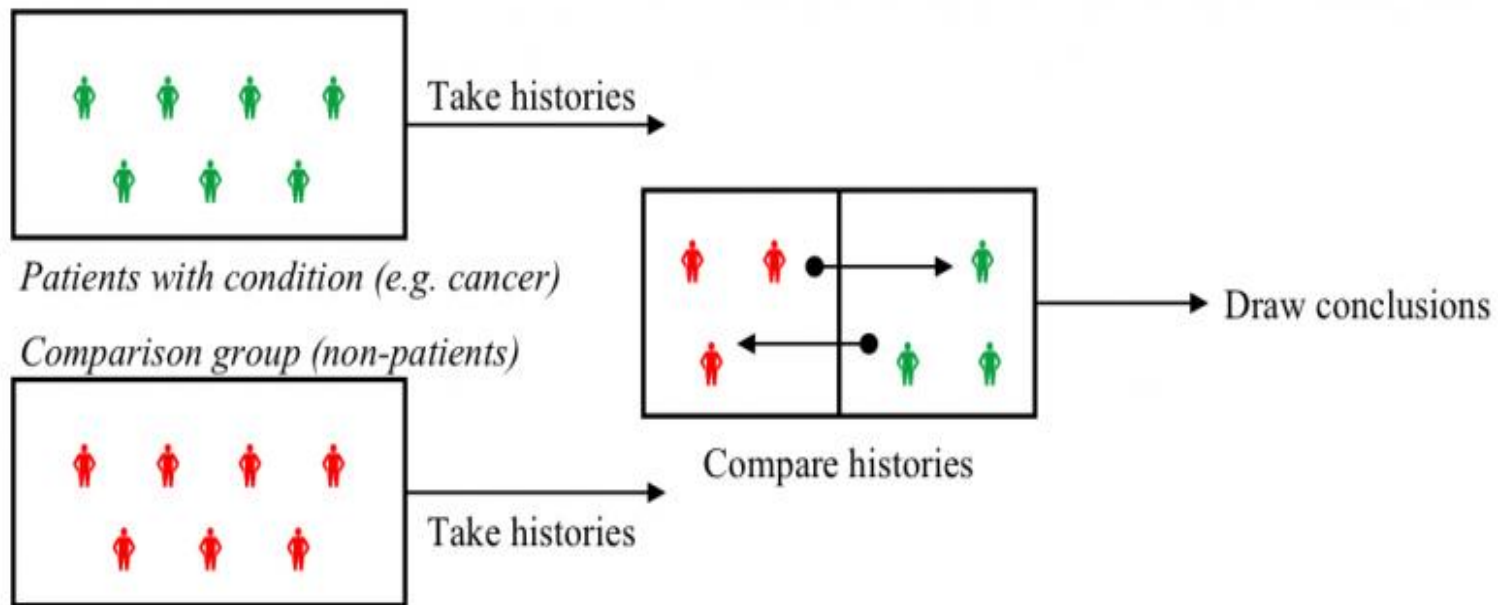 Take histories
Patients with condition (e.g. cancer)
Comparison group (non-patients)
Take histories
Compare histories
Draw conclusions